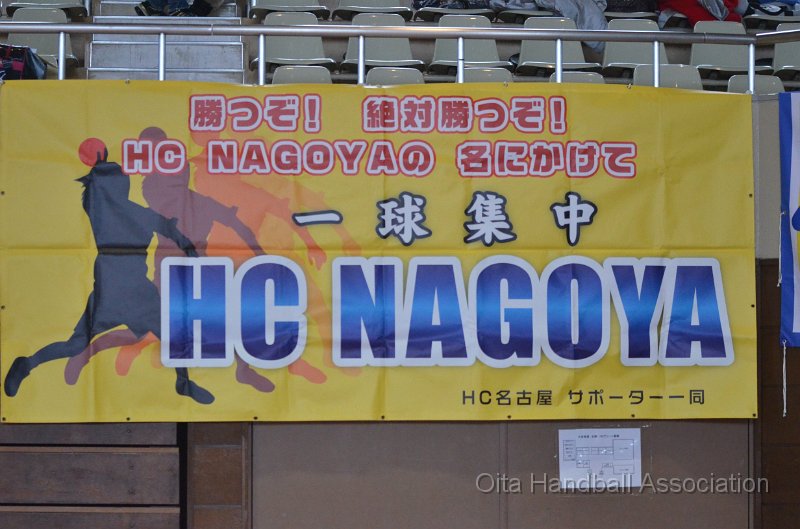 勝つぞ! 絶対勝つぞ!
HC NAGOYAの 名にかけて
一球集中
HC NAGOYA
HC名古屋 サポーター一同
Oita Handball Association